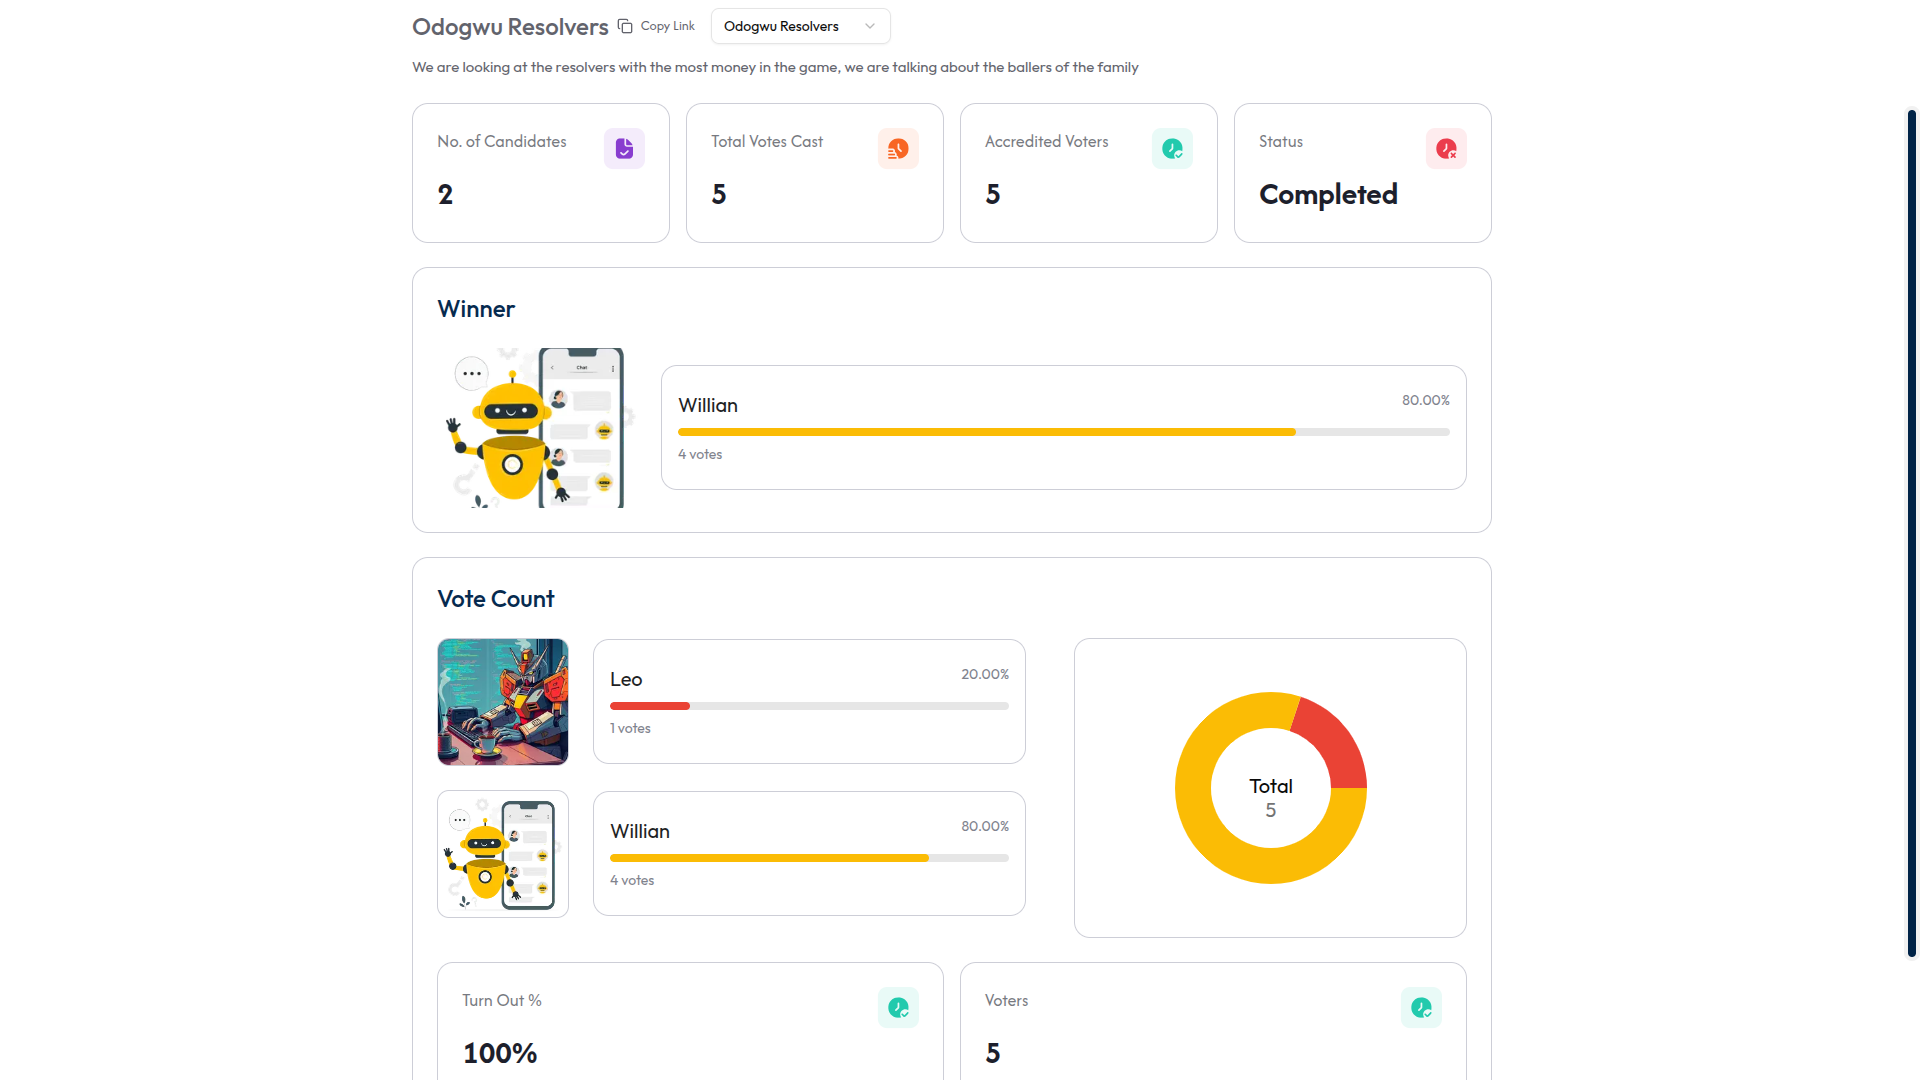 Odogwu Resolvers
Copy Link
Odogwu Resolvers
We are looking at the resolvers with the most money in the game, we are talking about the ballers of the family
No. of Candidates
2
Total Votes Cast
5
Accredited Voters
5
Status
Completed
Winner
Chat
Willian
80.00%
4 votes
Vote Count
Leo
20.00%
1 votes
Willian
80.00%
4 votes
Total
5
Turn Out %
100%
Voters
5